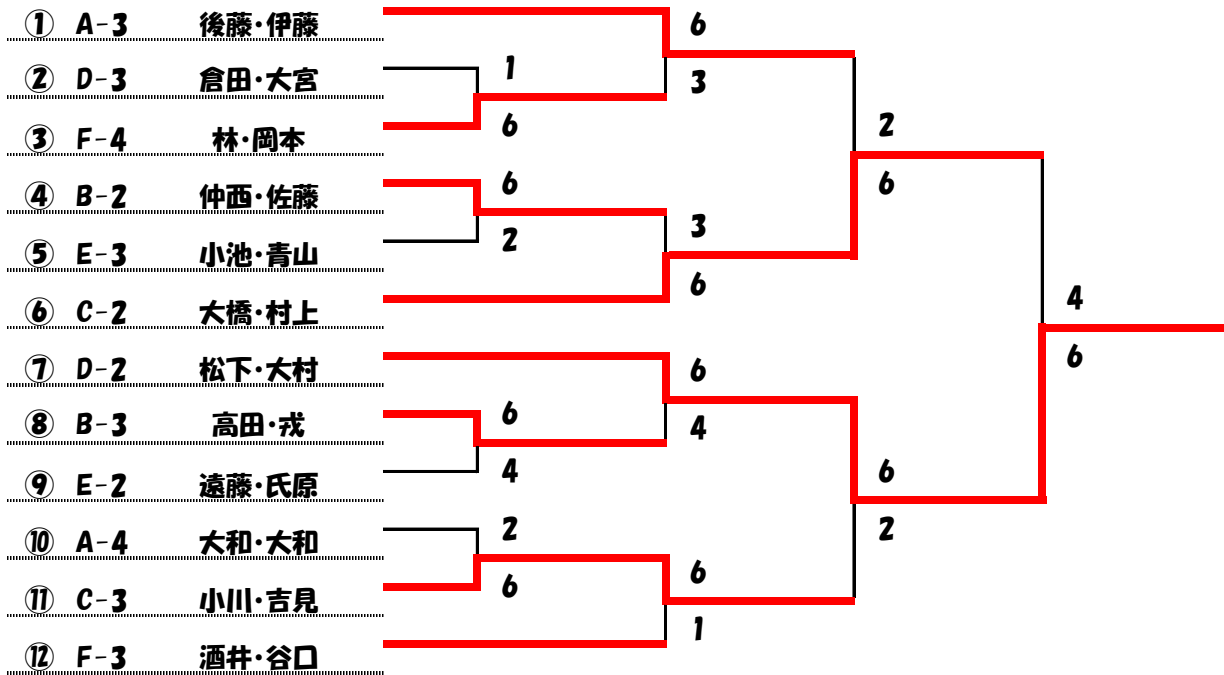 ① A-3 後藤・伊藤
② D-3 倉田・大宮
③ F-4 林・岡本
④ B-2 仲西・佐藤
⑤ E-3 小池・青山
⑥ C-2 大橋・村上
⑦ D-2 松下・大村
⑧ B-3 高田・戎
⑨ E-2 遠藤・氏原
⑩ A-4 大和・大和
⑪ C-3 小川・吉見
⑫ F-3 酒井・谷口
1
6
6
2
6
4
2
6
6
3
3
6
6
4
6
1
2
6
6
2
4
6